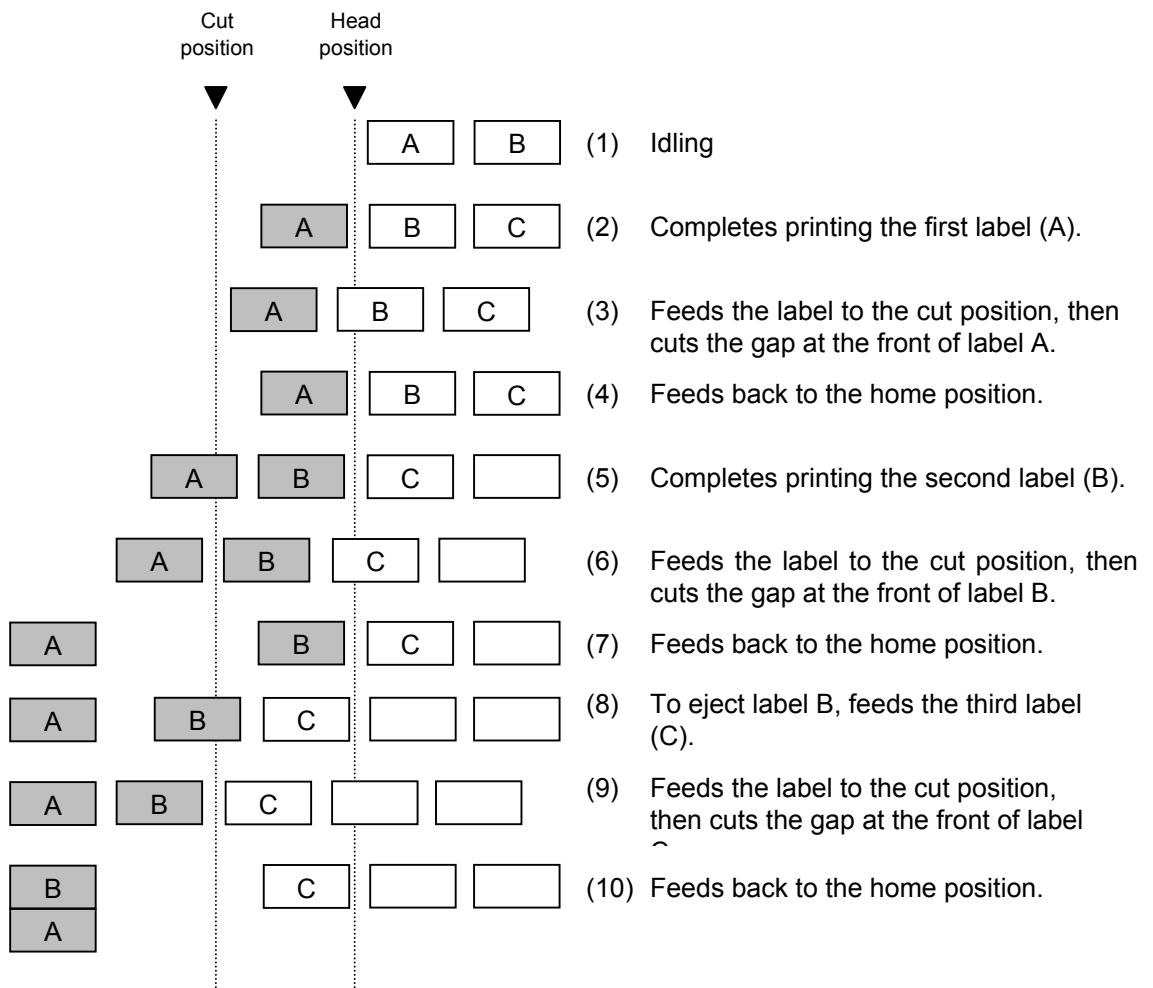 Cut
position
Head
position
A B (1) Idling
A B C (2) Completes printing the first label (A).
A B C (3) Feeds the label to the cut position, then
cuts the gap at the front of label A.
A B C (4) Feeds back to the home position.
A B C (5) Completes printing the second label (B).
A B C (6) Feeds the label to the cut position, then
cuts the gap at the front of label B.
A B C (7) Feeds back to the home position.
A B C (8) To eject label B, feeds the third label
(C).
A B C (9) Feeds the label to the cut position,
then cuts the gap at the front of label
B C (10) Feeds back to the home position.
A